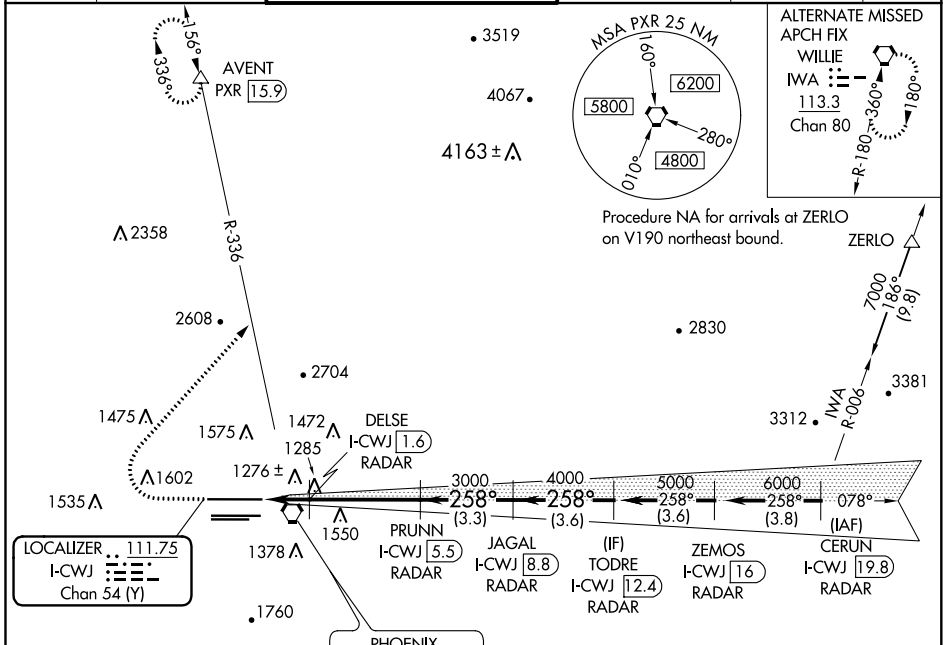 156°
336°
AVENT
PXR 15.9
3519
4067
4163 ±
MSA PXR 25 NM
160°
6200
5800
280°
010°
4800
ALTERNATE MISSED
APCH FIX
WILLIE
IWA
113.3
Chan 80
360°
180°
R-180
Procedure NA for arrivals at ZERLO
on V190 northeast bound.
ZERLO
7000
186°
(9.8)
2358
R-336
2608
2830
2704
3381
3312
IWA
R-006
1475
1575
1472
1285
1276 ±
DELSE
I-CWJ 1.6
RADAR
1602
1535
3000
258°
(3.3)
4000
258°
(3.6)
5000
258°
(3.6)
6000
258°
(3.8)
078°
1550
1378
LOCALIZER 111.75
I-CWJ
Chan 54 (Y)
PRUNN
I-CWJ 5.5
RADAR
JAGAL
I-CWJ 8.8
RADAR
(IF)
TODRE
I-CWJ 12.4
RADAR
ZEMOS
I-CWJ 16
RADAR
(IAF)
CERUN
I-CWJ 19.8
RADAR
1760
PHOENIX